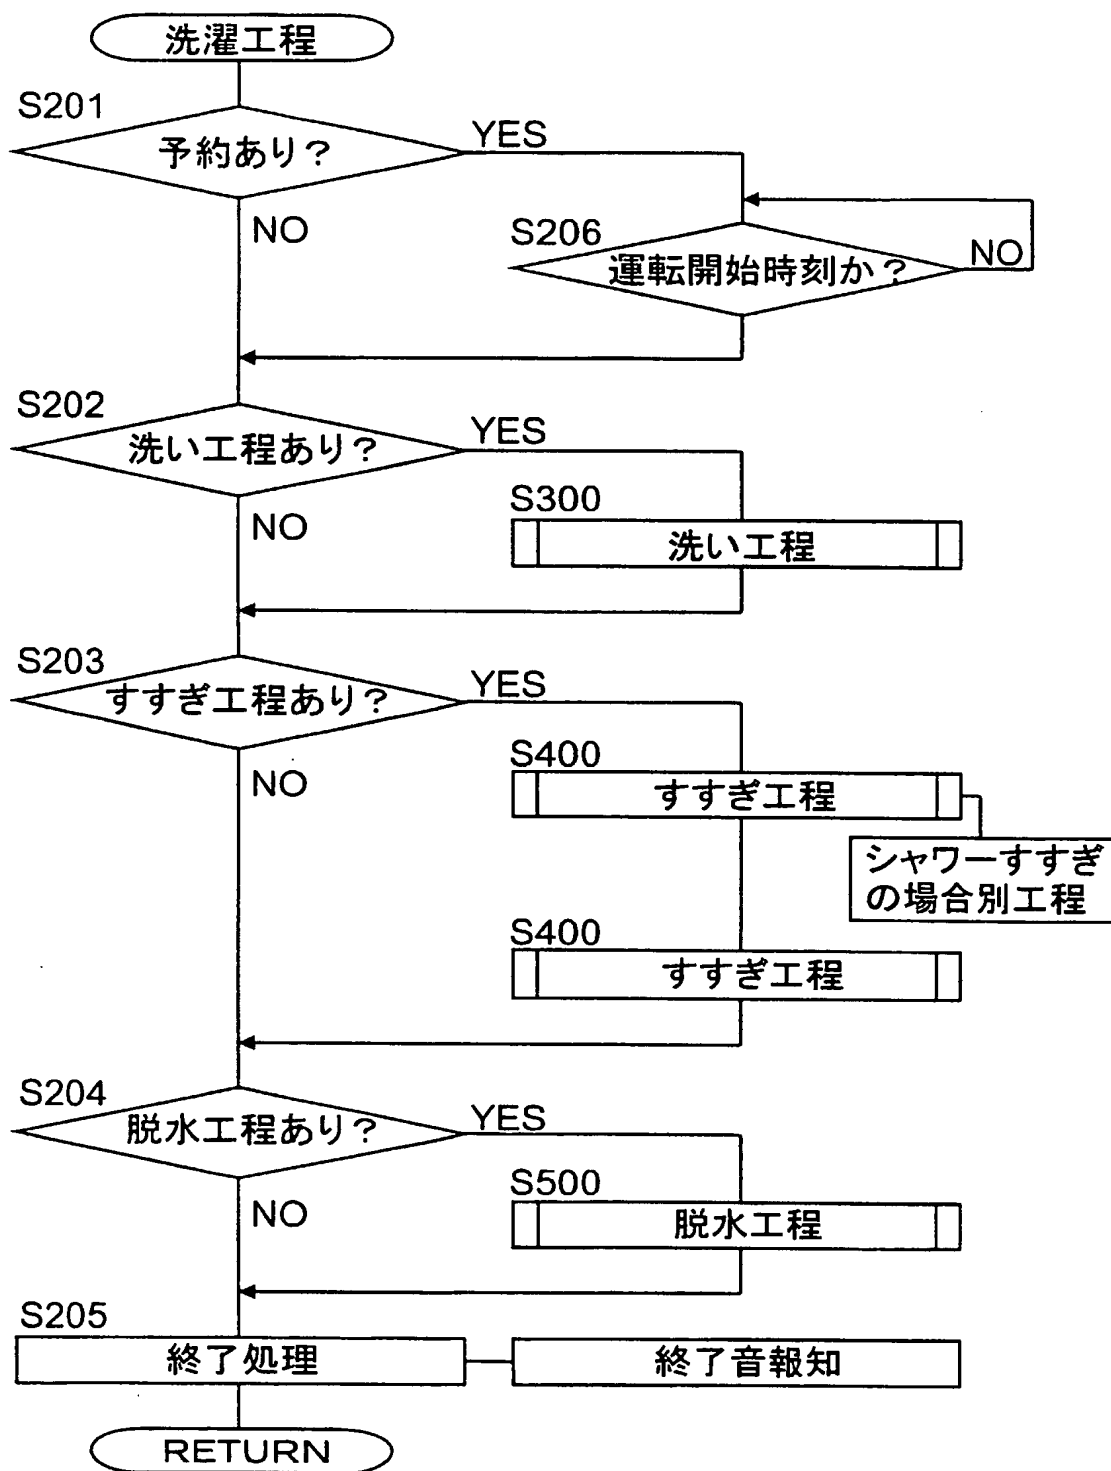 洗濯工程
S201
予約あり？
YES
NO
S206
運転開始時刻か？
NO
S202
洗い工程あり？
YES
NO
S300
洗い工程
S203
すすぎ工程あり？
YES
NO
S400
すすぎ工程
シャワーすすぎ
の場合別工程
S400
すすぎ工程
S204
脱水工程あり？
YES
NO
S500
脱水工程
S205
終了処理
終了音報知
RETURN